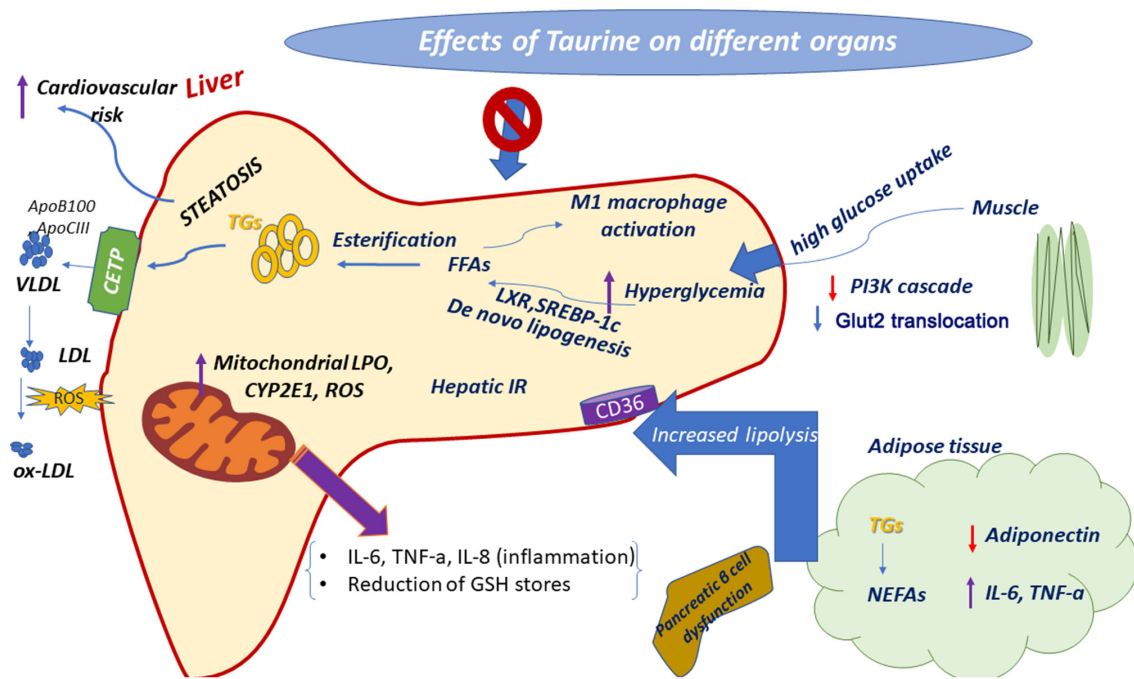 Effects of Taurine on different organs
Cardiovascular
risk
Liver
STEATOSIS
TGs
Esterification
FFAs
M1 macrophage
activation
Hyperglycemia
LXR,SREBP-1c
De novo lipogenesis
high glucose uptake
Muscle
PI3K cascade
Glut2 translocation
ApoB100
,ApoCIII
VLDL
CETP
LDL
ROS
ox-LDL
Mitochondrial LPO,
CYP2E1, ROS
Hepatic IR
CD36
Increased lipolysis
Adipose tissue
TGs
NEFAs
Adiponectin
IL-6, TNF-a
• IL-6, TNF-a, IL-8 (inflammation)
• Reduction of GSH stores
Pancreatic β cell
dysfunction